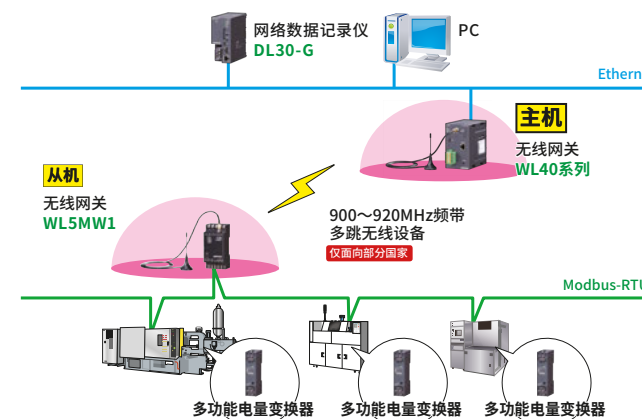 网络数据记录仪
DL30-G
PC
Ethern
主机
无线网关
WL40系列
从机
无线网关
WL5MW1
900～920MHz频带
多跳无线设备
仅面向部分国家
Modbus-RTU
多功能电量变换器
多功能电量变换器
多功能电量变换器